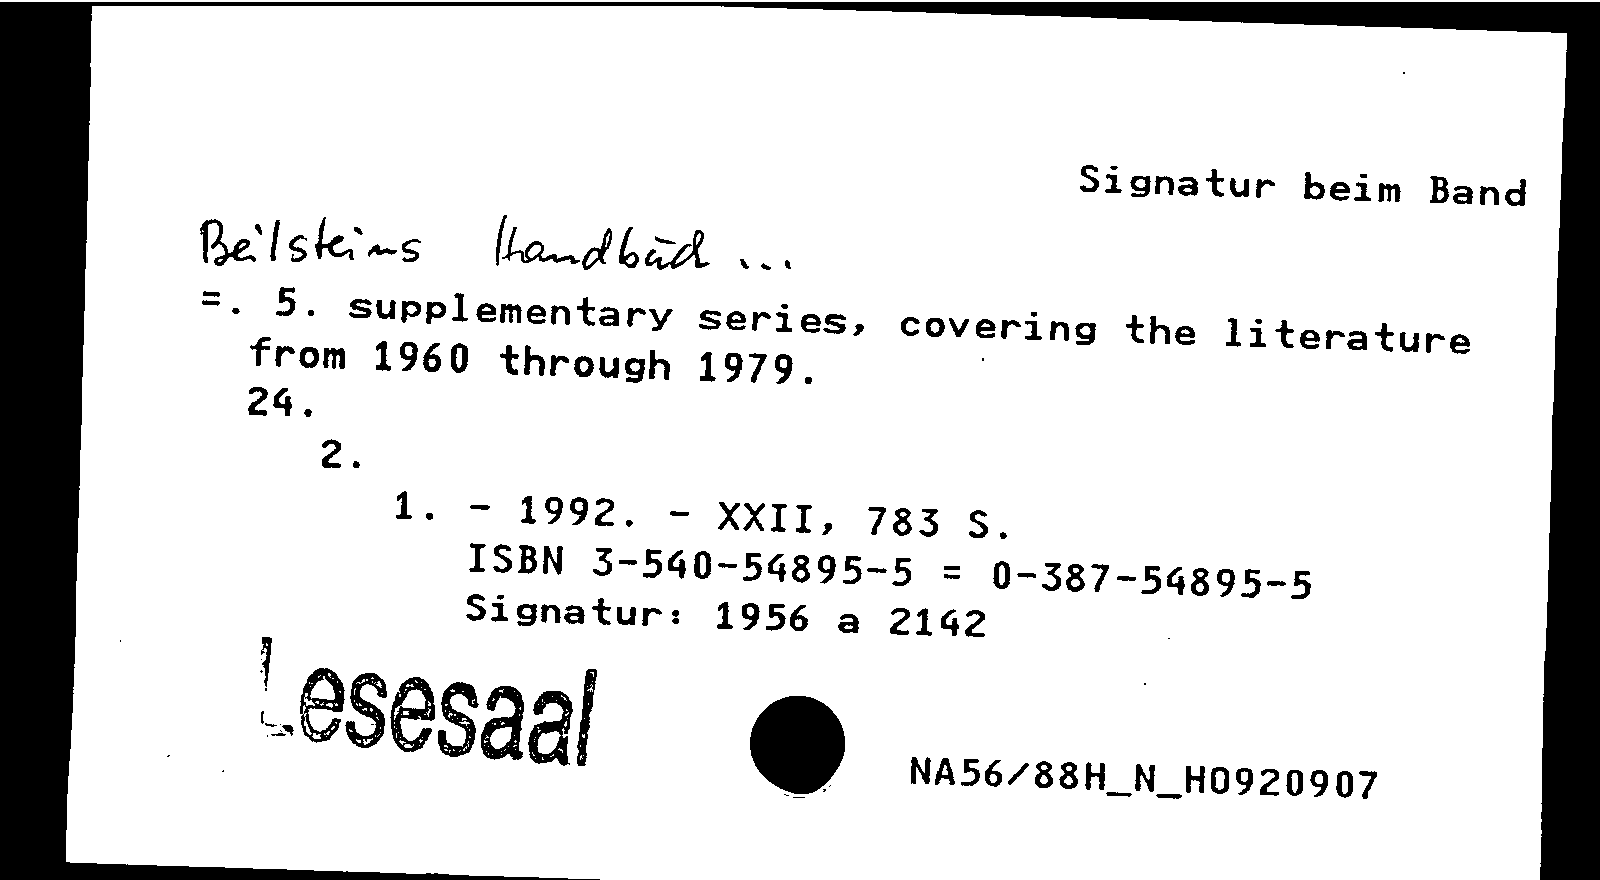 Signatur beim Band
Beilsteins Handbuch ...
=. 5. supplementary series, covering the literature
from 1960 through 1979.
24.
2.
1. - 1992. - XXII, 783 S.
ISBN 3-540-54895-5 = 0-387-54895-5
Signatur: 1956 a 2142
Lesesaal
NA56/88H_N_H0920907